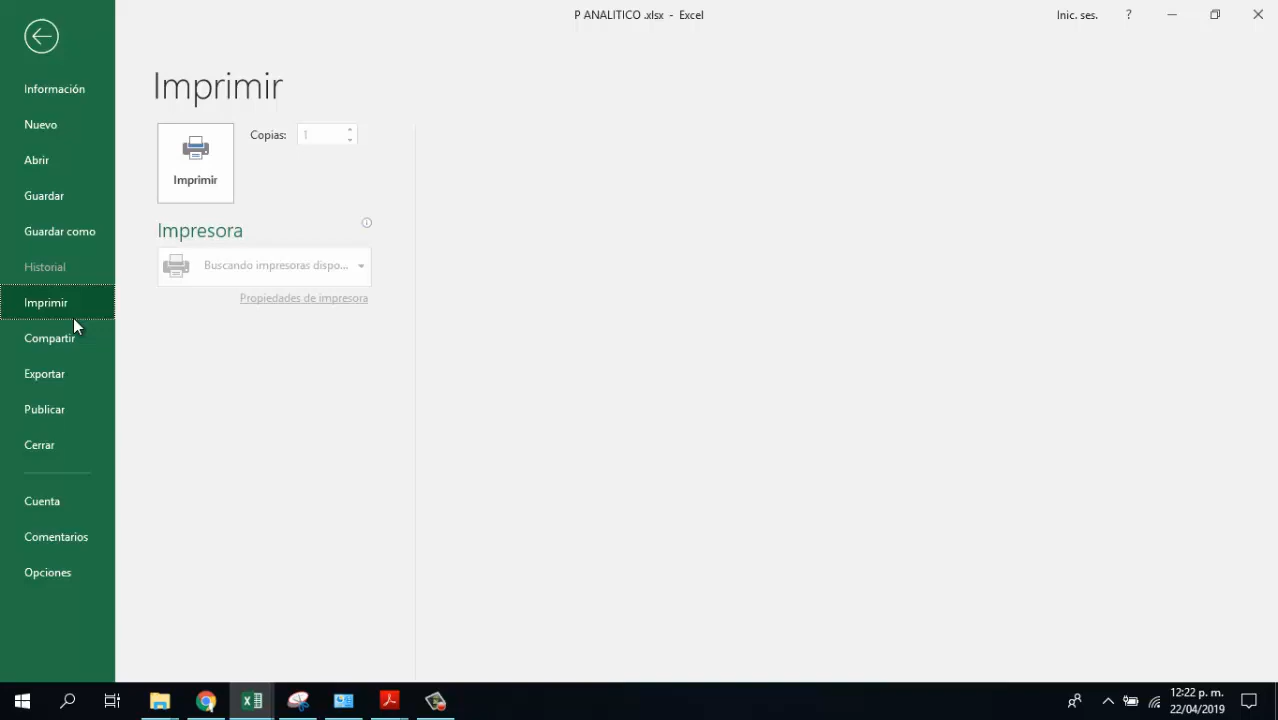 P ANALITICO .xlsx - Excel
Inic. ses.
?
Información
Nuevo
Abrir
Guardar
Guardar como
Historial
Imprimir
Compartir
Exportar
Publicar
Cerrar
Cuenta
Comentarios
Opciones
Imprimir
Imprimir
Copias: 1
Impresora
Buscando impresoras dispo...
Propiedades de impresora
12:22 p. m.
22/04/2019